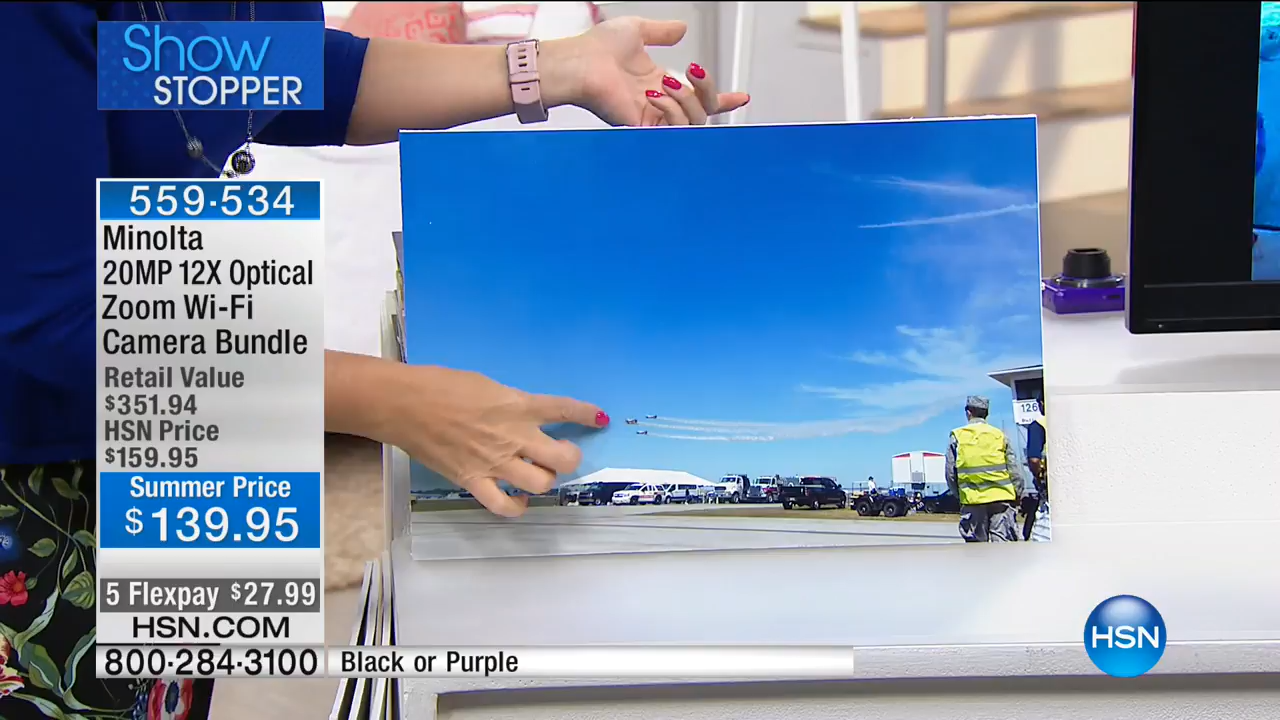 Show
STOPPER
559·534
Minolta
20MP 12X Optical
Zoom Wi-Fi
Camera Bundle
Retail Value
$351.94
HSN Price
$159.95
Summer Price
$139.95
5 Flexpay $27.99
HSN.COM
800·284·3100
Black or Purple
126
HSN